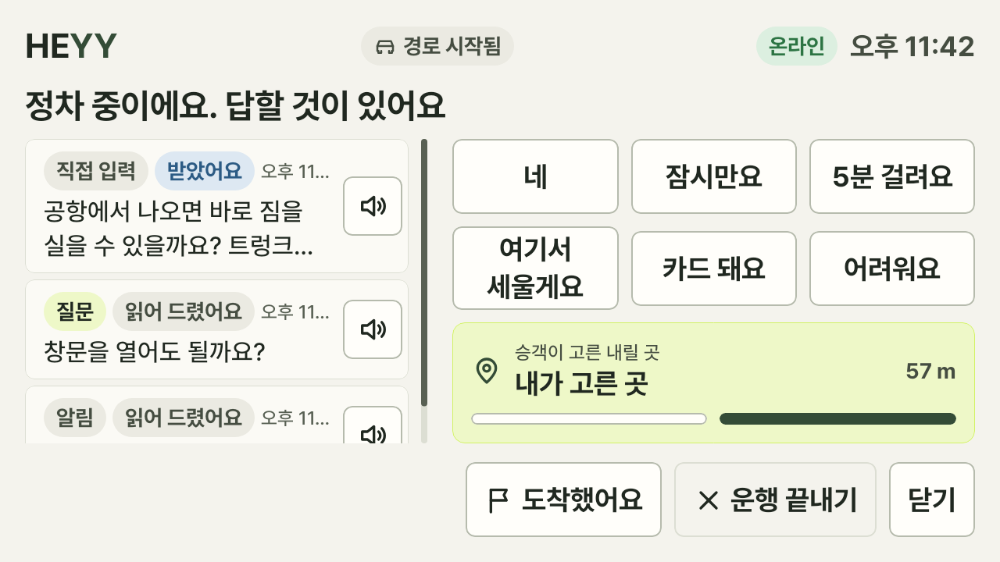 HEYY
경로 시작됨
온라인
오후 11:42
정차 중이에요. 답할 것이 있어요
직접 입력
받았어요
오후 11...
공항에서 나오면 바로 짐을
실을 수 있을까요? 트렁크...
질문
읽어 드렸어요
오후 11...
창문을 열어도 될까요?
알림
읽어 드렸어요
오후 11...
네
잠시만요
5분 걸려요
여기서
세울게요
카드 돼요
어려워요
승객이 고른 내릴 곳
내가 고른 곳
57 m
도착했어요
운행 끝내기
닫기